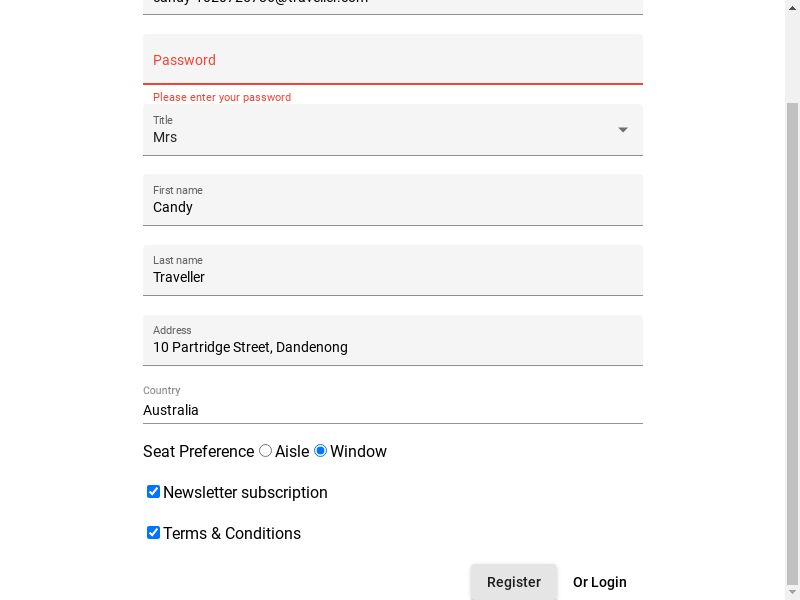 Password
Please enter your password
Title
Mrs
First name
Candy
Last name
Traveller
Address
10 Partridge Street, Dandenong
Country
Australia
Seat Preference Aisle Window
Newsletter subscription
Terms & Conditions
Register Or Login